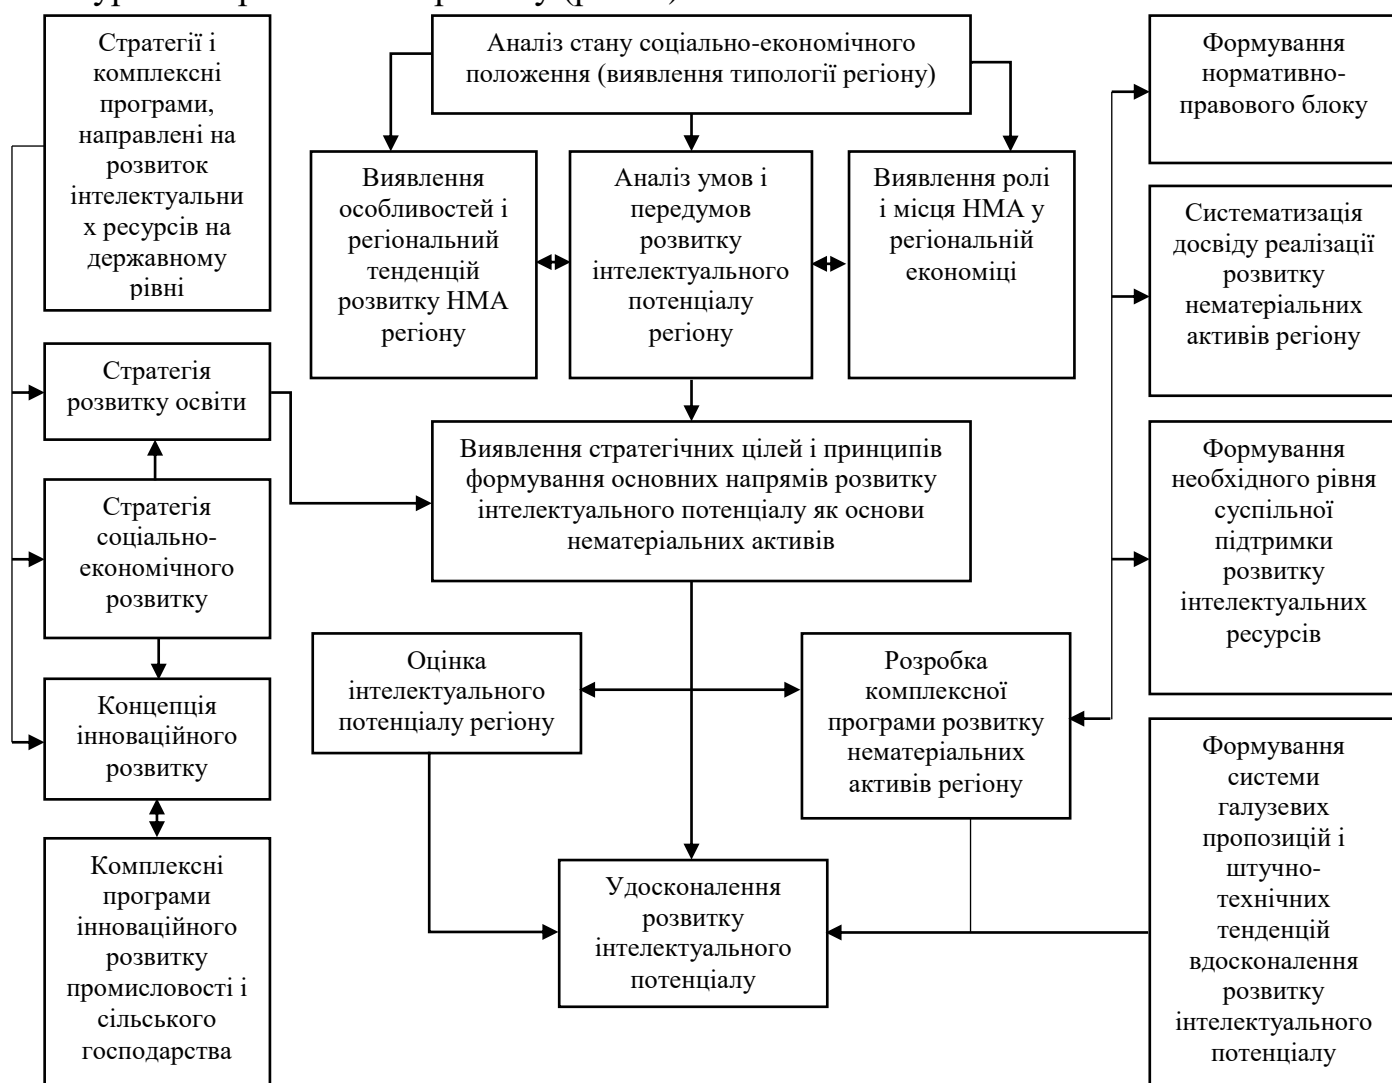 Стратегії і
комплексні
програми,
направлені на
розвиток
інтелектуальни
х ресурсів на
державному
рівні
Аналіз стану соціально-економічного
положення (виявлення типології регіону)
Формування
нормативно-
правового блоку
Виявлення
особливостей і
регіональний
тенденцій
розвитку НМА
регіону
Аналіз умов і
передумов
розвитку
інтелектуального
потенціалу
регіону
Виявлення ролі
і місця НМА у
регіональній
економіці
Систематизація
досвіду реалізації
розвитку
нематеріальних
активів регіону
Стратегія
розвитку освіти
Виявлення стратегічних цілей і принципів
формування основних напрямів розвитку
інтелектуального потенціалу як основи
нематеріальних активів
Формування
необхідного рівня
суспільної
підтримки
розвитку
інтелектуальних
ресурсів
Стратегія
соціально-
економічного
розвитку
Оцінка
інтелектуального
потенціалу регіону
Розробка
комплексної
програми розвитку
нематеріальних
активів регіону
Концепція
інноваційного
розвитку
Формування
системи
галузевих
пропозицій і
штучно-
технічних
тенденцій
вдосконалення
розвитку
інтелектуального
потенціалу
Комплексні
програми
інноваційного
розвитку
промисловості і
сільського
господарства
Удосконалення
розвитку
інтелектуального
потенціалу